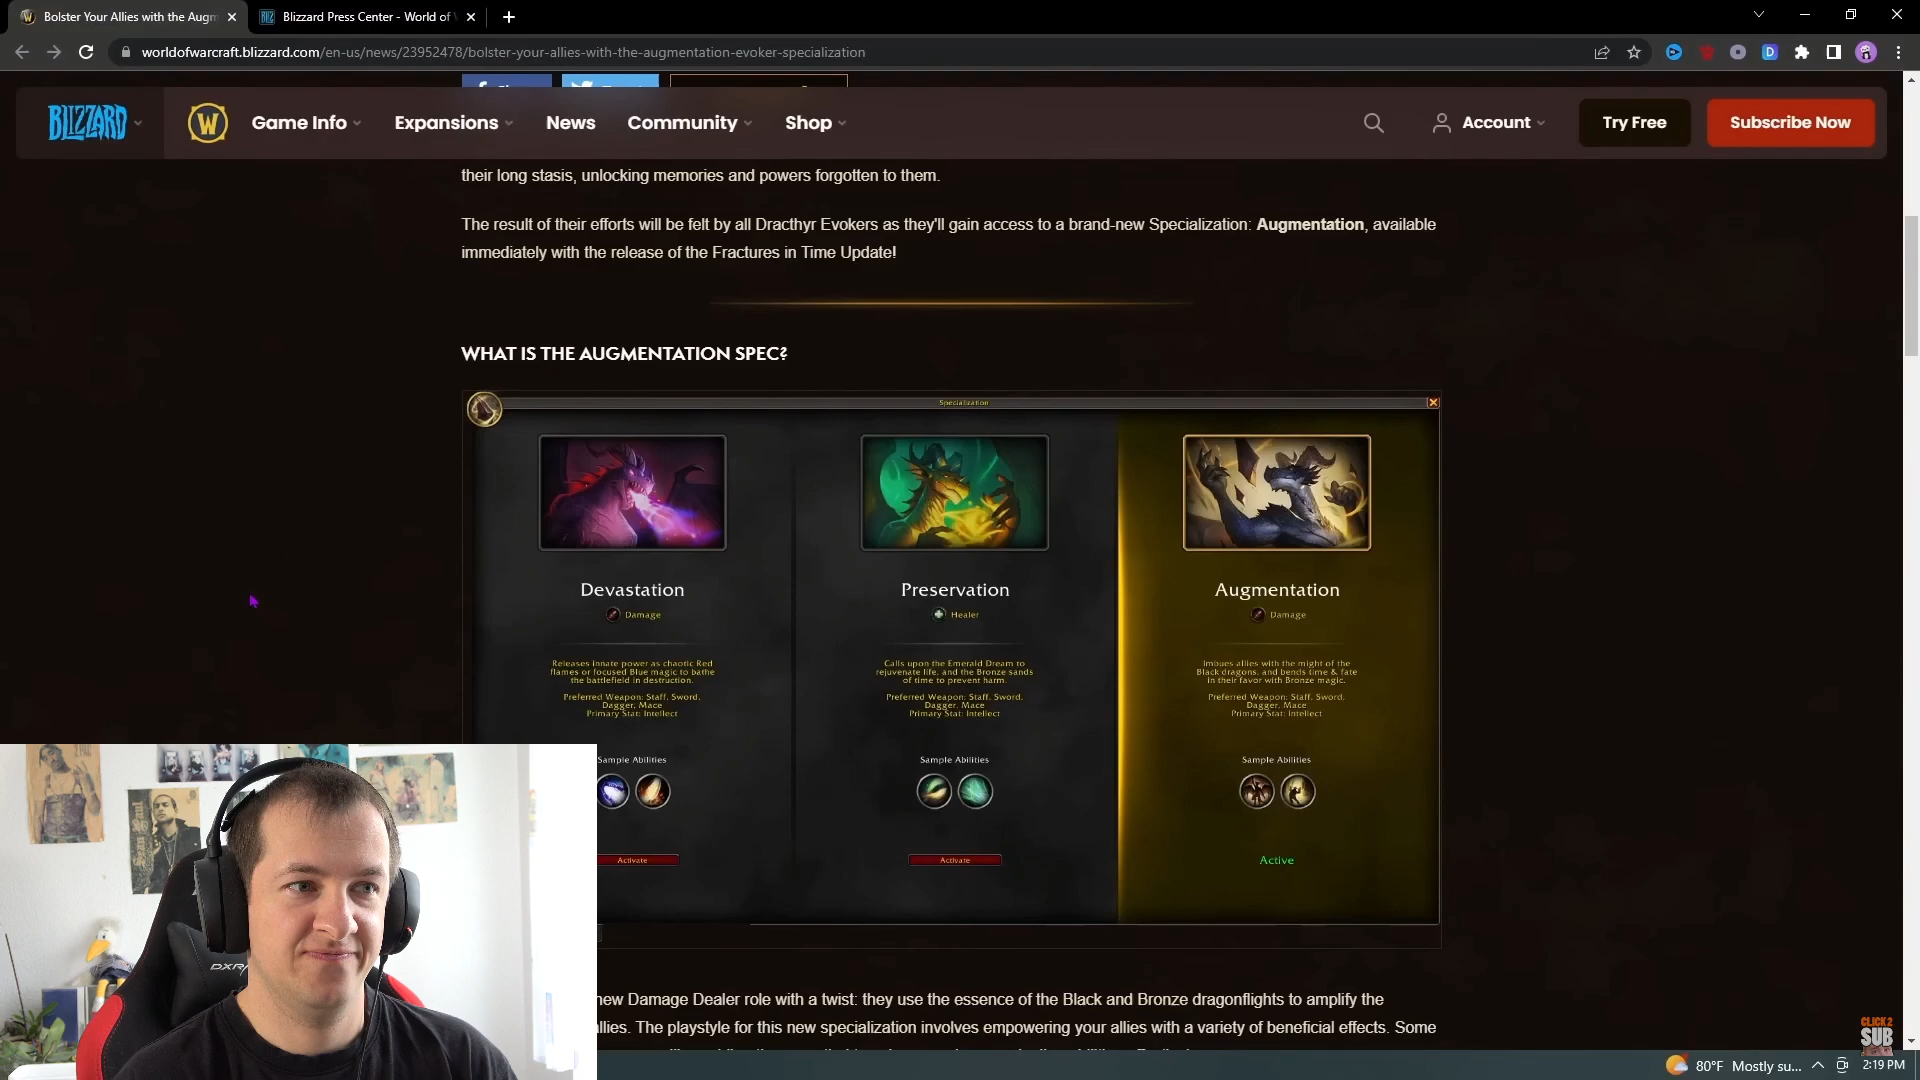 Bolster Your Allies with the Augm
Blizzard Press Center - World of
worldofwarcraft.blizzard.com/en-us/news/23952478/bolster-your-allies-with-the-augmentation-evoker-specialization
BLIZZARD
W
Game Info
Expansions
News
Community
Shop
Account
Try Free
Subscribe Now
their long stasis, unlocking memories and powers forgotten to them.
The result of their efforts will be felt by all Dracthyr Evokers as they'll gain access to a brand-new Specialization: Augmentation, available
immediately with the release of the Fractures in Time Update!
WHAT IS THE AUGMENTATION SPEC?
Specialization
Devastation
Damage
Releases innate power as chaotic Red
flames or focused Blue magic to bathe
the battlefield in destruction.
Preferred Weapon: Staff, Sword,
Dagger, Mace
Primary Stat: Intellect
Sample Abilities
Activate
Preservation
Healer
Calls upon the Emerald Dream to
rejuvenate life, and the Bronze sands
of time to prevent harm.
Preferred Weapon: Staff, Sword,
Dagger, Mace
Primary Stat: Intellect
Sample Abilities
Activate
Augmentation
Damage
Imbues allies with the might of the
Black dragons, and bends time & fate
in their favor with Bronze magic.
Preferred Weapon: Staff, Sword,
Dagger, Mace
Primary Stat: Intellect
Sample Abilities
Active
new Damage Dealer role with a twist: they use the essence of the Black and Bronze dragonflights to amplify the
llies. The playstyle for this new specialization involves empowering your allies with a variety of beneficial effects. Some
DXR
CLICK 2
SUB
80°F Mostly su...
2:19 PM